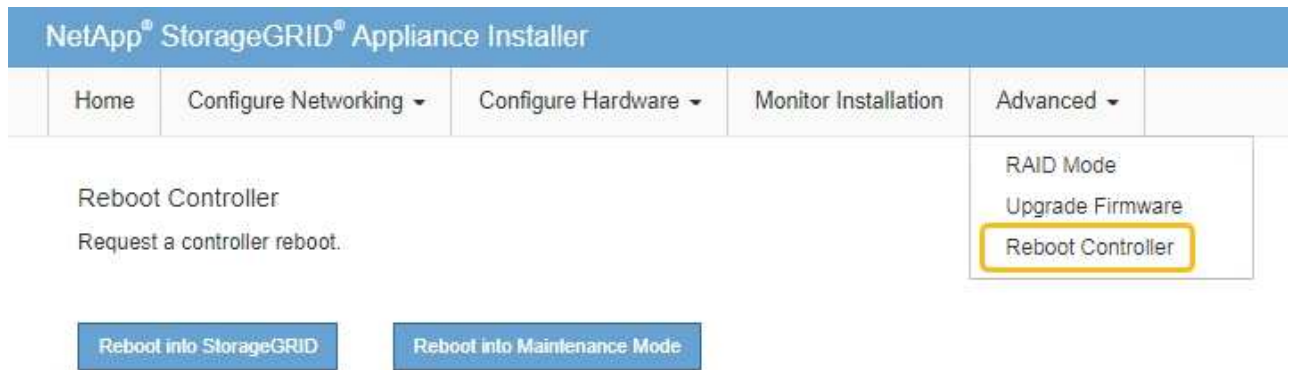 NetApp® StorageGRID® Appliance Installer
Home Configure Networking Configure Hardware Monitor Installation Advanced
RAID Mode
Upgrade Firmware
Reboot Controller
Reboot Controller
Request a controller reboot.
Reboot into StorageGRID Reboot into Maintenance Mode